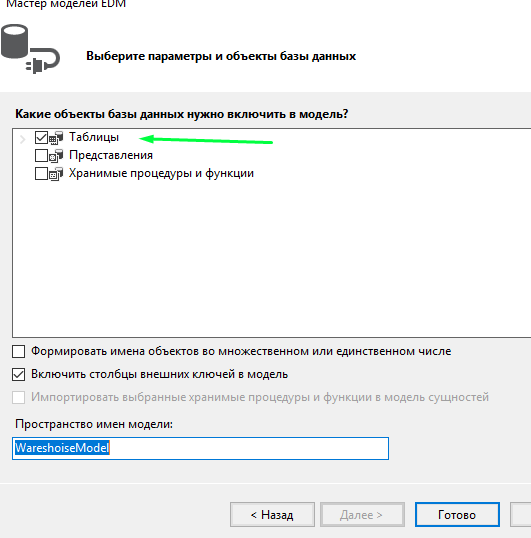 Мастер моделей EDM
Выберите параметры и объекты базы данных
Какие объекты базы данных нужно включить в модель?
Таблицы
Представления
Хранимые процедуры и функции
Формировать имена объектов во множественном или единственном числе
Включить столбцы внешних ключей в модель
Импортировать выбранные хранимые процедуры и функции в модель сущностей
Пространство имен модели:
WareshoiseModel
< Назад
Далее >
Готово